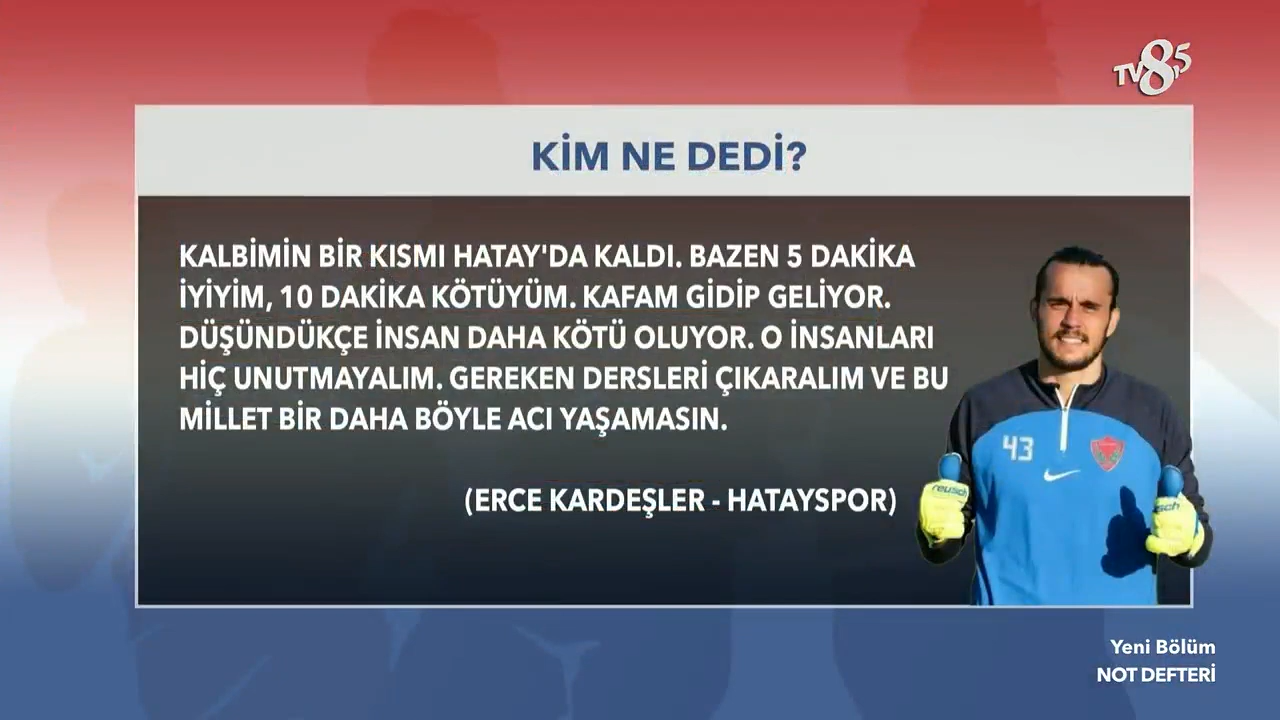 TV8,5
KİM NE DEDİ?
KALBİMİN BİR KISMI HATAY'DA KALDI. BAZEN 5 DAKİKA
İYİYİM, 10 DAKİKA KÖTÜYÜM. KAFAM GİDİP GELİYOR.
DÜŞÜNDÜKÇE İNSAN DAHA KÖTÜ OLUYOR. O İNSANLARI
HİÇ UNUTMAYALIM. GEREKEN DERSLERİ ÇIKARALIM VE BU
MİLLET BİR DAHA BÖYLE ACI YAŞAMASIN.
(ERCE KARDEŞLER - HATAYSPOR)
43
reusch
Yeni Bölüm
NOT DEFTERİ